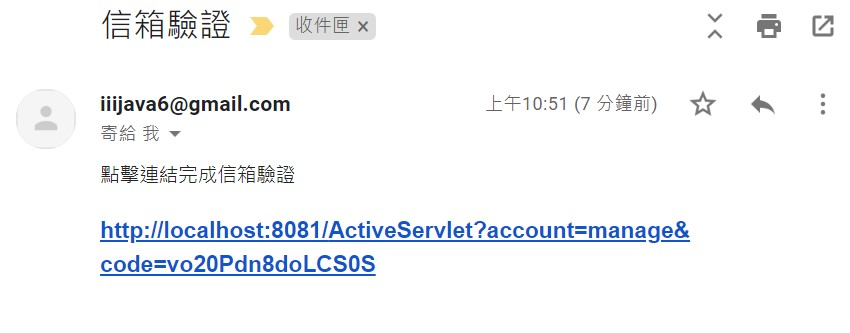 信箱驗證 收件匣 ×
iiijava6@gmail.com 上午10:51 (7 分鐘前)
寄給 我
點擊連結完成信箱驗證
http://localhost:8081/ActiveServlet?account=manage&
code=vo20Pdn8doLCS0S